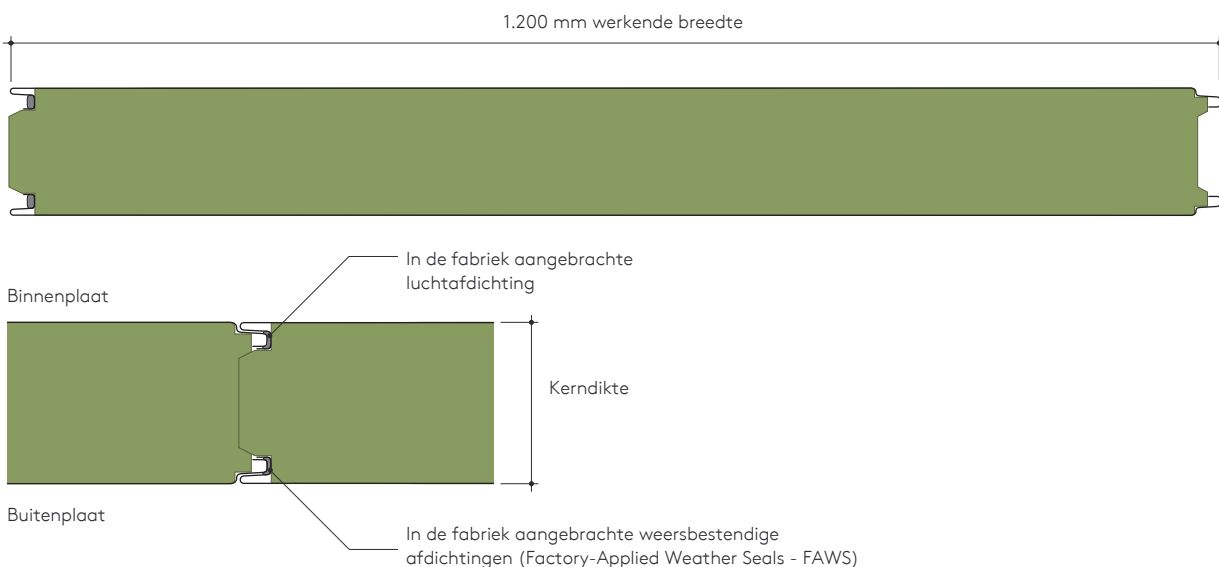 1.200 mm werkende breedte
In de fabriek aangebrachte
luchtafdichting
Binnenplaat
Kerndikte
Buitenplaat
In de fabriek aangebrachte weersbestendige
afdichtingen (Factory-Applied Weather Seals - FAWS)